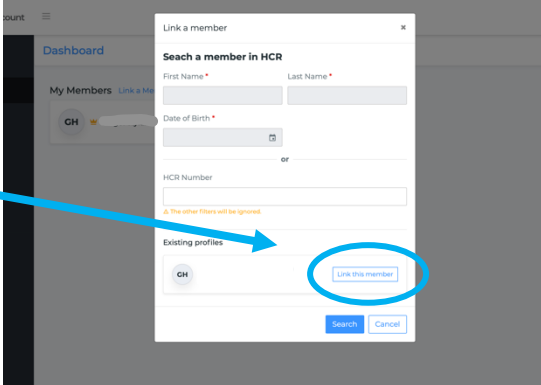 count
Link a member
×
Dashboard
Seach a member in HCR
First Name * Last Name *
My Members Link a Me
Date of Birth *
GH
or
HCR Number
The other filters will be ignored.
Existing profiles
GH Link this member
Search Cancel